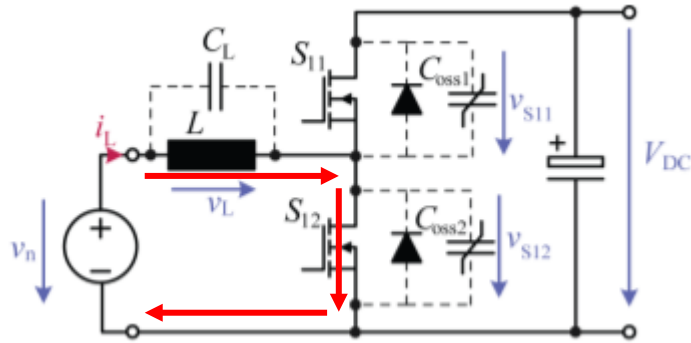 C_L
S_11
C_oss1
v_S11
i_L
L
+
V_DC
v_L
S_12
C_oss2
v_S12
v_n
+
−